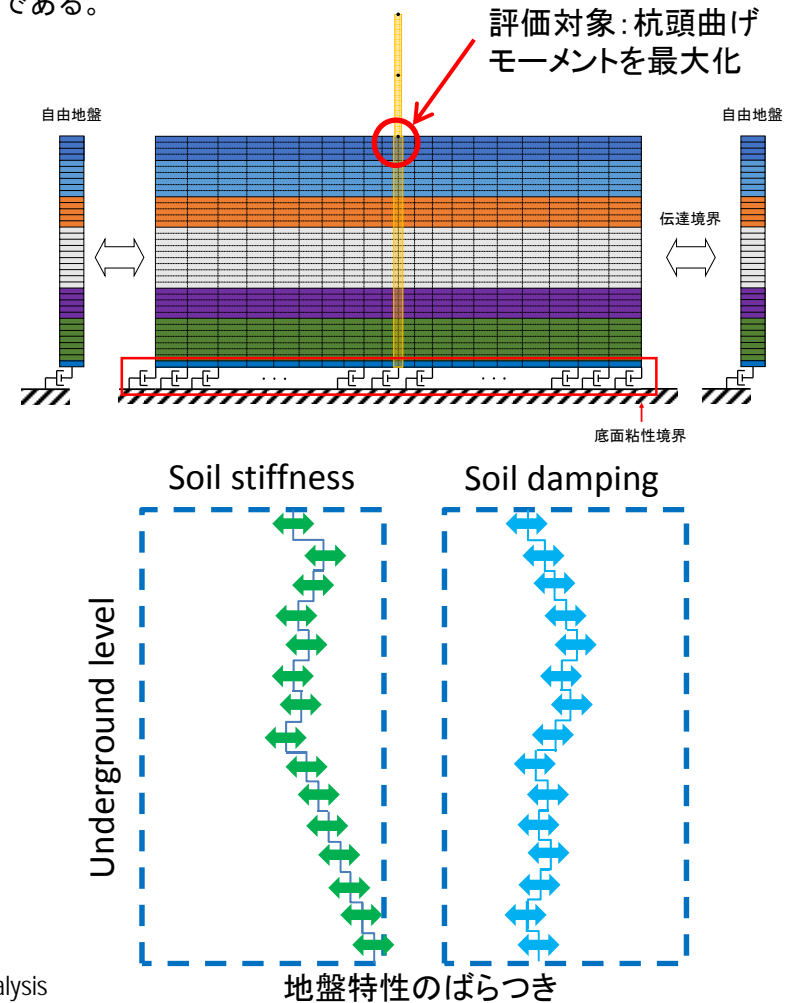 である。
評価対象：杭頭曲げ
モーメントを最大化
自由地盤
自由地盤
伝達境界
･･･
･･･
底面粘性境界
Soil stiffness
Soil damping
Underground level
alysis
地盤特性のばらつき